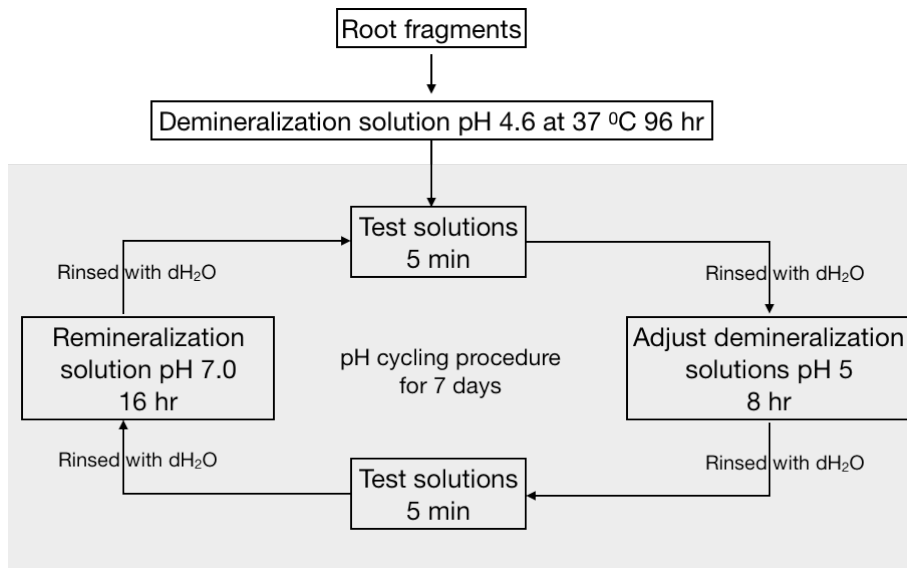 Root fragments
Demineralization solution pH 4.6 at 37 ⁰C 96 hr
Test solutions
5 min
Rinsed with dH₂O
Rinsed with dH₂O
Remineralization
solution pH 7.0
16 hr
pH cycling procedure
for 7 days
Adjust demineralization
solutions pH 5
8 hr
Rinsed with dH₂O
Rinsed with dH₂O
Test solutions
5 min